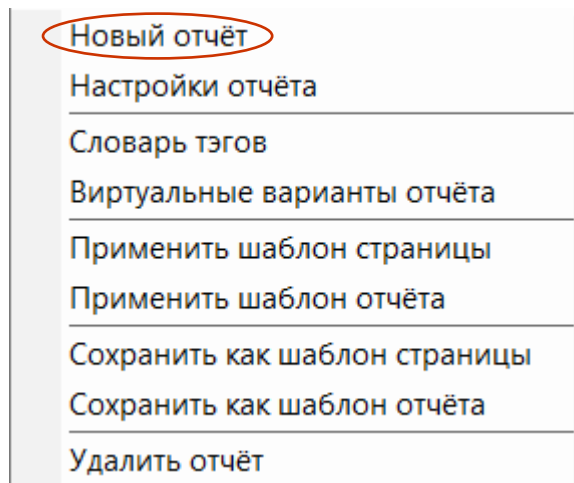 Новый отчёт
Настройки отчёта
Словарь тэгов
Виртуальные варианты отчёта
Применить шаблон страницы
Применить шаблон отчёта
Сохранить как шаблон страницы
Сохранить как шаблон отчёта
Удалить отчёт